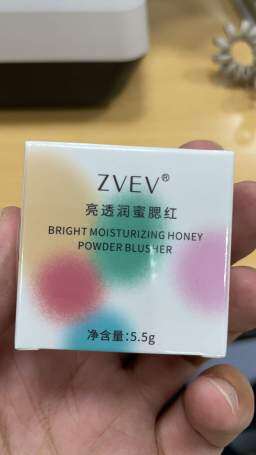 ZVEV®
亮透润蜜腮红
BRIGHT MOISTURIZING HONEY
POWDER BLUSHER
净含量:5.5g